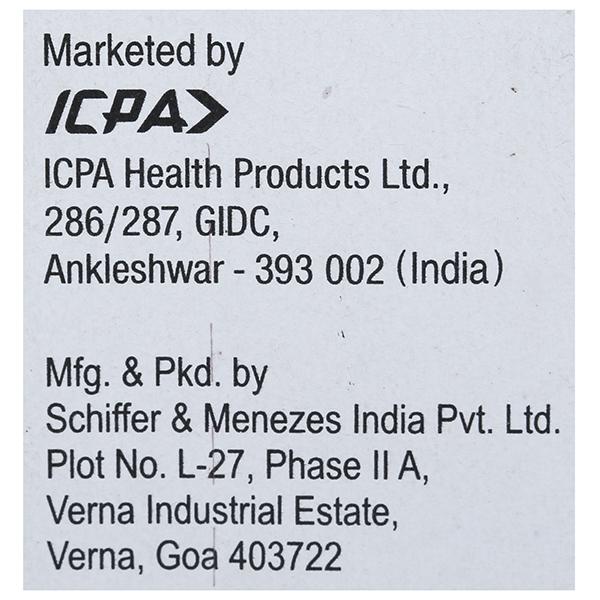 Marketed by
ICPA
ICPA Health Products Ltd.,
286/287, GIDC,
Ankleshwar - 393 002 (India)
Mfg. & Pkd. by
Schiffer & Menezes India Pvt. Ltd.
Plot No. L-27, Phase II A,
Verna Industrial Estate,
Verna, Goa 403722